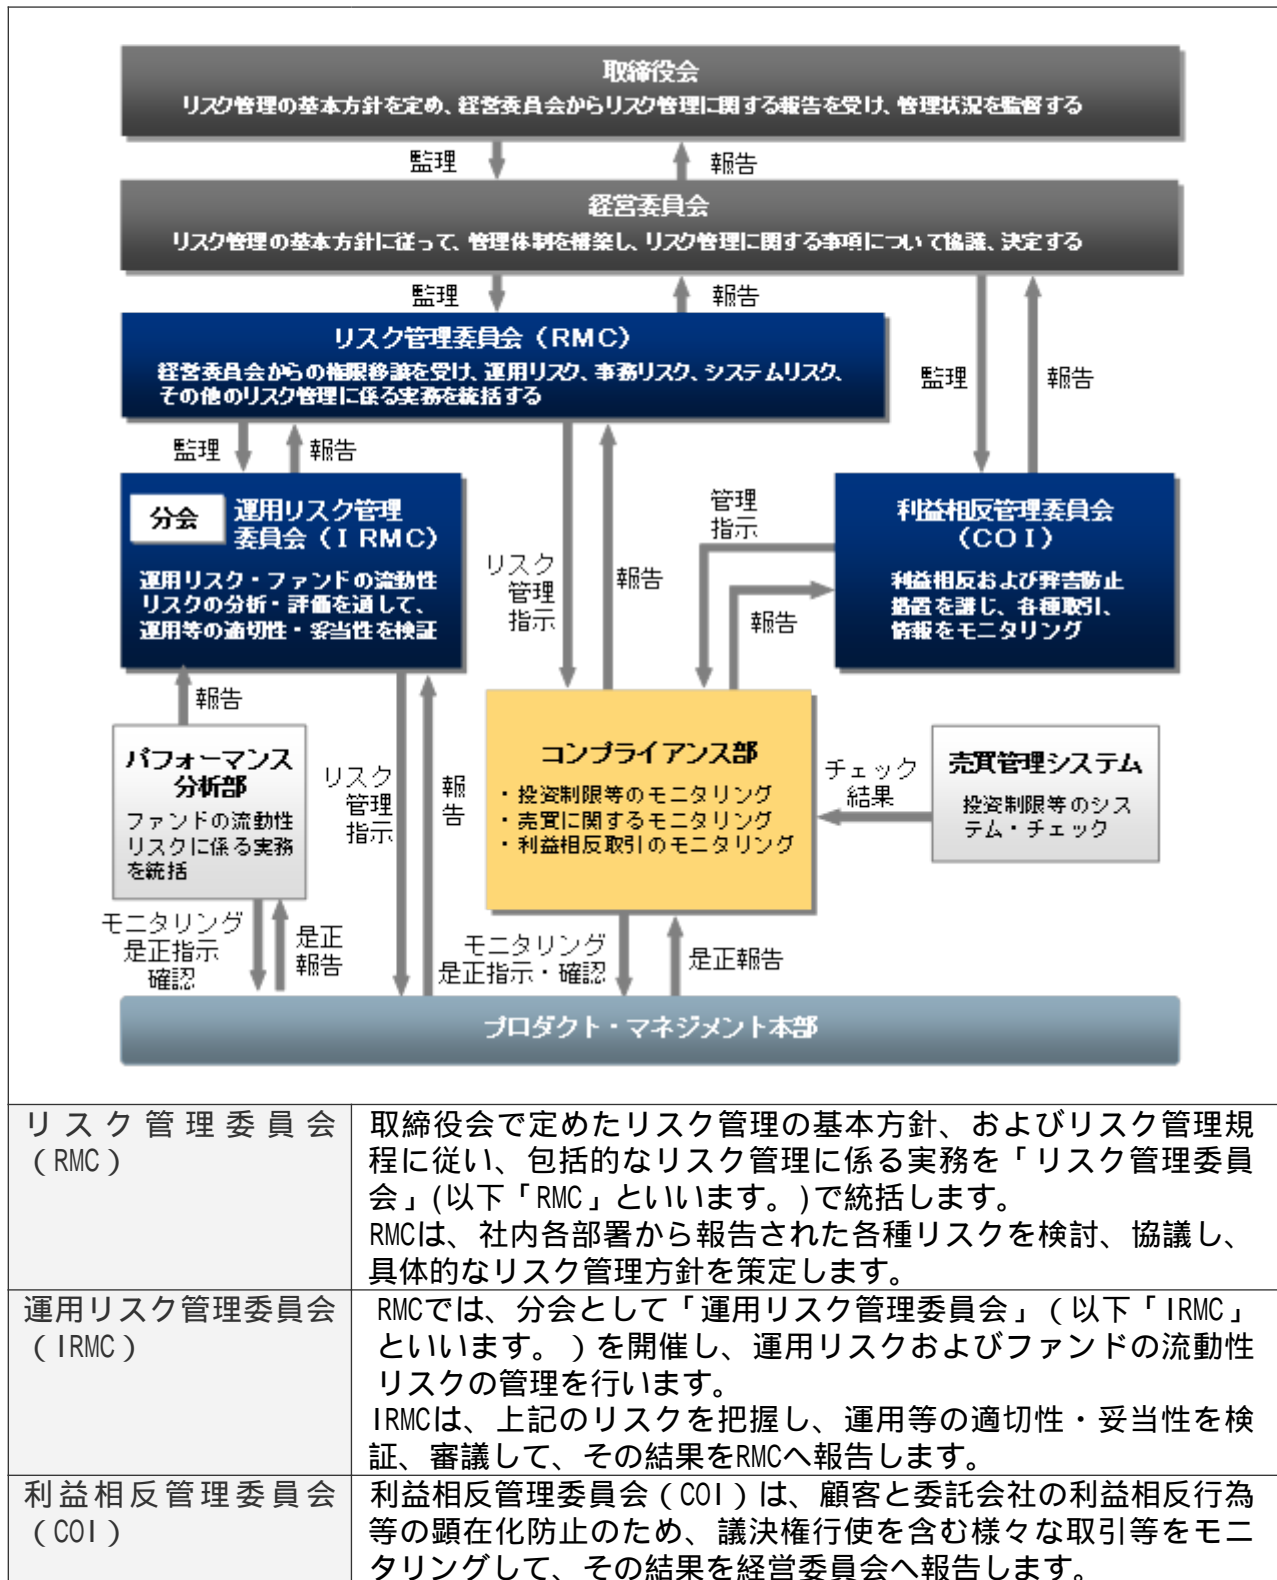 取締役会
リスク管理の基本方針を定め、経営委員会からリスク管理に関する報告を受け、管理状況を監督する
監理
報告
経営委員会
リスク管理の基本方針に従って、管理体制を構築し、リスク管理に関する事項について協議、決定する
監理
報告
リスク管理委員会（RMC）
経営委員会からの権限移譲を受け、運用リスク、事務リスク、システムリスク、
その他のリスク管理に係る実務を統括する
監理
報告
監理
報告
分会
運用リスク管理
委員会（IRMC）
運用リスク・ファンドの流動性
リスクの分析・評価を通して、
運用等の適切性・妥当性を検証
リスク
管理
指示
報告
管理
指示
報告
利益相反管理委員会
（COI）
利益相反および弊害防止
措置を講じ、各種取引、
情報をモニタリング
報告
パフォーマンス
分析部
ファンドの流動性
リスクに係る実務
を統括
リスク
管理
指示
報
告
コンプライアンス部
・投資制限等のモニタリング
・売買に関するモニタリング
・利益相反取引のモニタリング
チェック
結果
売買管理システム
投資制限等のシス
テム・チェック
モニタリング
是正指示
確認
是正
報告
モニタリング
是正指示・確認
是正報告
プロダクト・マネジメント本部
リスク管理委員会
（RMC）
取締役会で定めたリスク管理の基本方針、およびリスク管理規
程に従い、包括的なリスク管理に係る実務を「リスク管理委員
会」(以下「RMC」といいます。)で統括します。
RMCは、社内各部署から報告された各種リスクを検討、協議し、
具体的なリスク管理方針を策定します。
運用リスク管理委員会
（IRMC）
RMCでは、分会として「運用リスク管理委員会」（以下「IRMC」
といいます。）を開催し、運用リスクおよびファンドの流動性
リスクの管理を行います。
IRMCは、上記のリスクを把握し、運用等の適切性・妥当性を検
証、審議して、その結果をRMCへ報告します。
利益相反管理委員会
（COI）
利益相反管理委員会（COI）は、顧客と委託会社の利益相反行為
等の顕在化防止のため、議決権行使を含む様々な取引等をモニ
タリングして、その結果を経営委員会へ報告します。